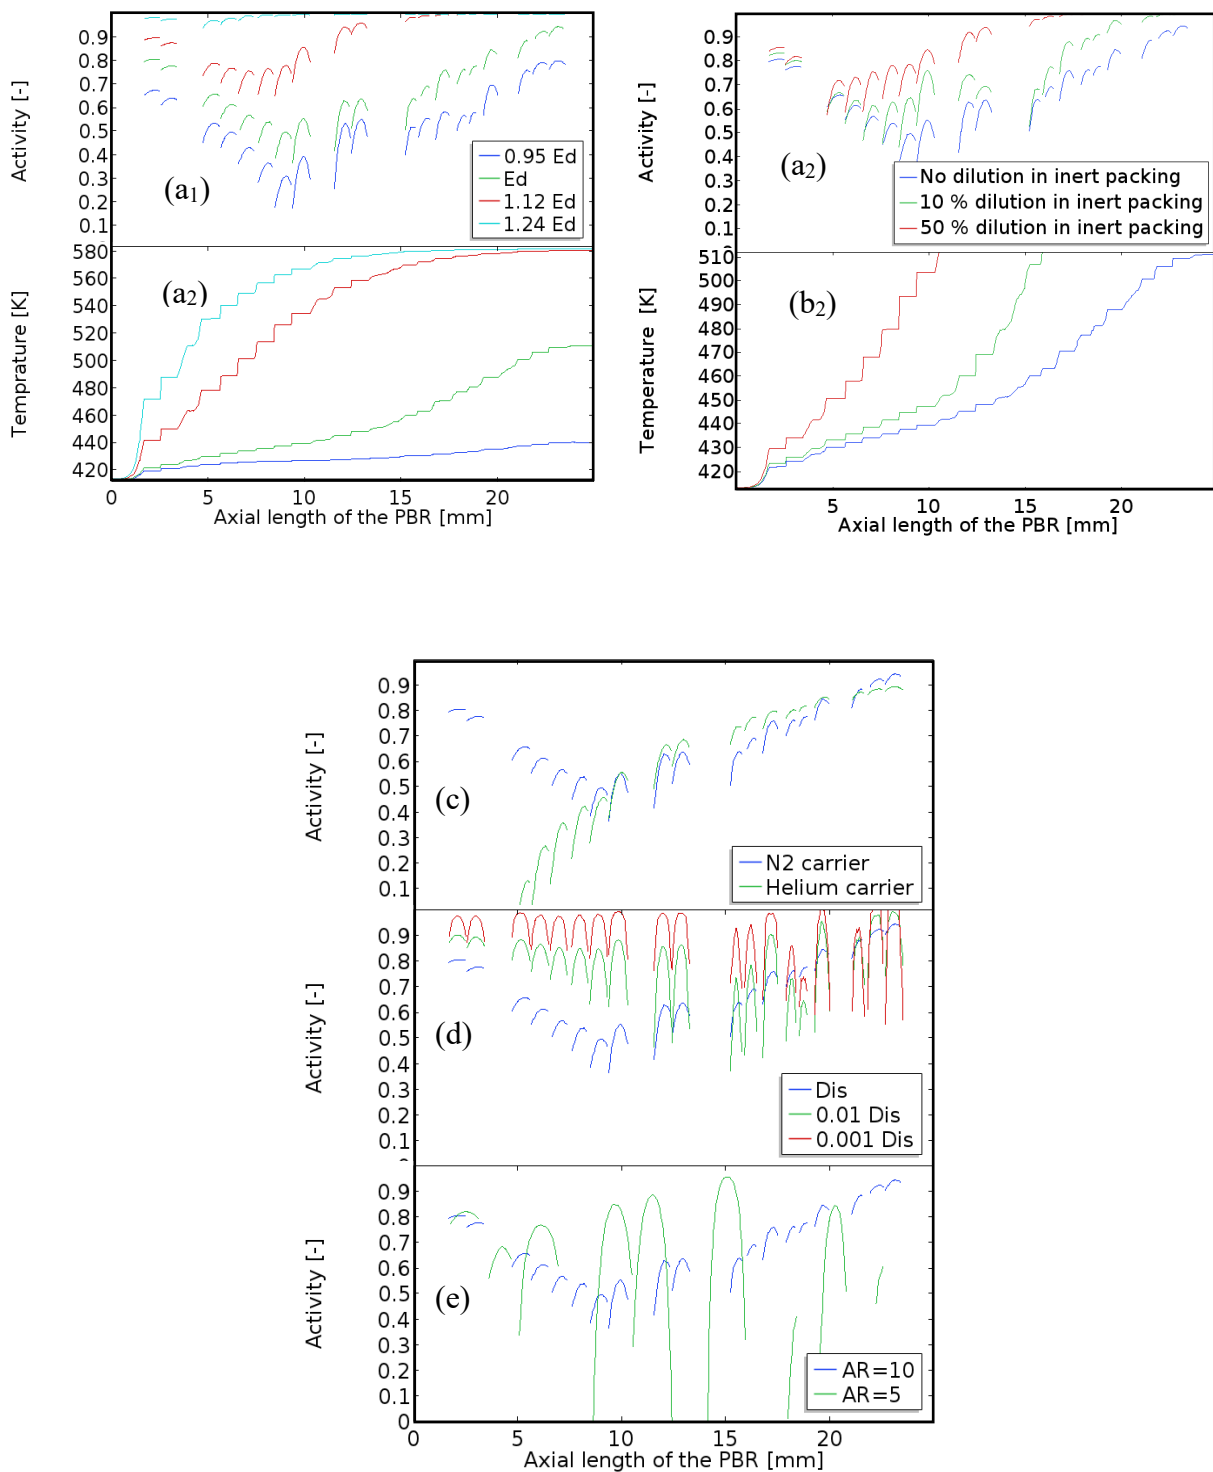 0.9
0.8
0.7
0.6
0.5
0.4
0.3
0.2
0.1
Activity [-]
(a1)
0.95 Ed
Ed
1.12 Ed
1.24 Ed
580
560
540
520
500
480
460
440
420
Temprature [K]
(a2)
0 5 10 15 20
Axial length of the PBR [mm]
0.9
0.8
0.7
0.6
0.5
0.4
0.3
0.2
0.1
Activity [-]
(a2)
No dilution in inert packing
10 % dilution in inert packing
50 % dilution in inert packing
510
500
490
480
470
460
450
440
430
420
Temperature [K]
(b2)
5 10 15 20
Axial length of the PBR [mm]
0.9
0.8
0.7
0.6
0.5
0.4
0.3
0.2
0.1
Activity [-]
(c)
N2 carrier
Helium carrier
0.9
0.8
0.7
0.6
0.5
0.4
0.3
0.2
0.1
Activity [-]
(d)
Dis
0.01 Dis
0.001 Dis
0.9
0.8
0.7
0.6
0.5
0.4
0.3
0.2
0.1
0
Activity [-]
(e)
AR=10
AR=5
0 5 10 15 20
Axial length of the PBR [mm]